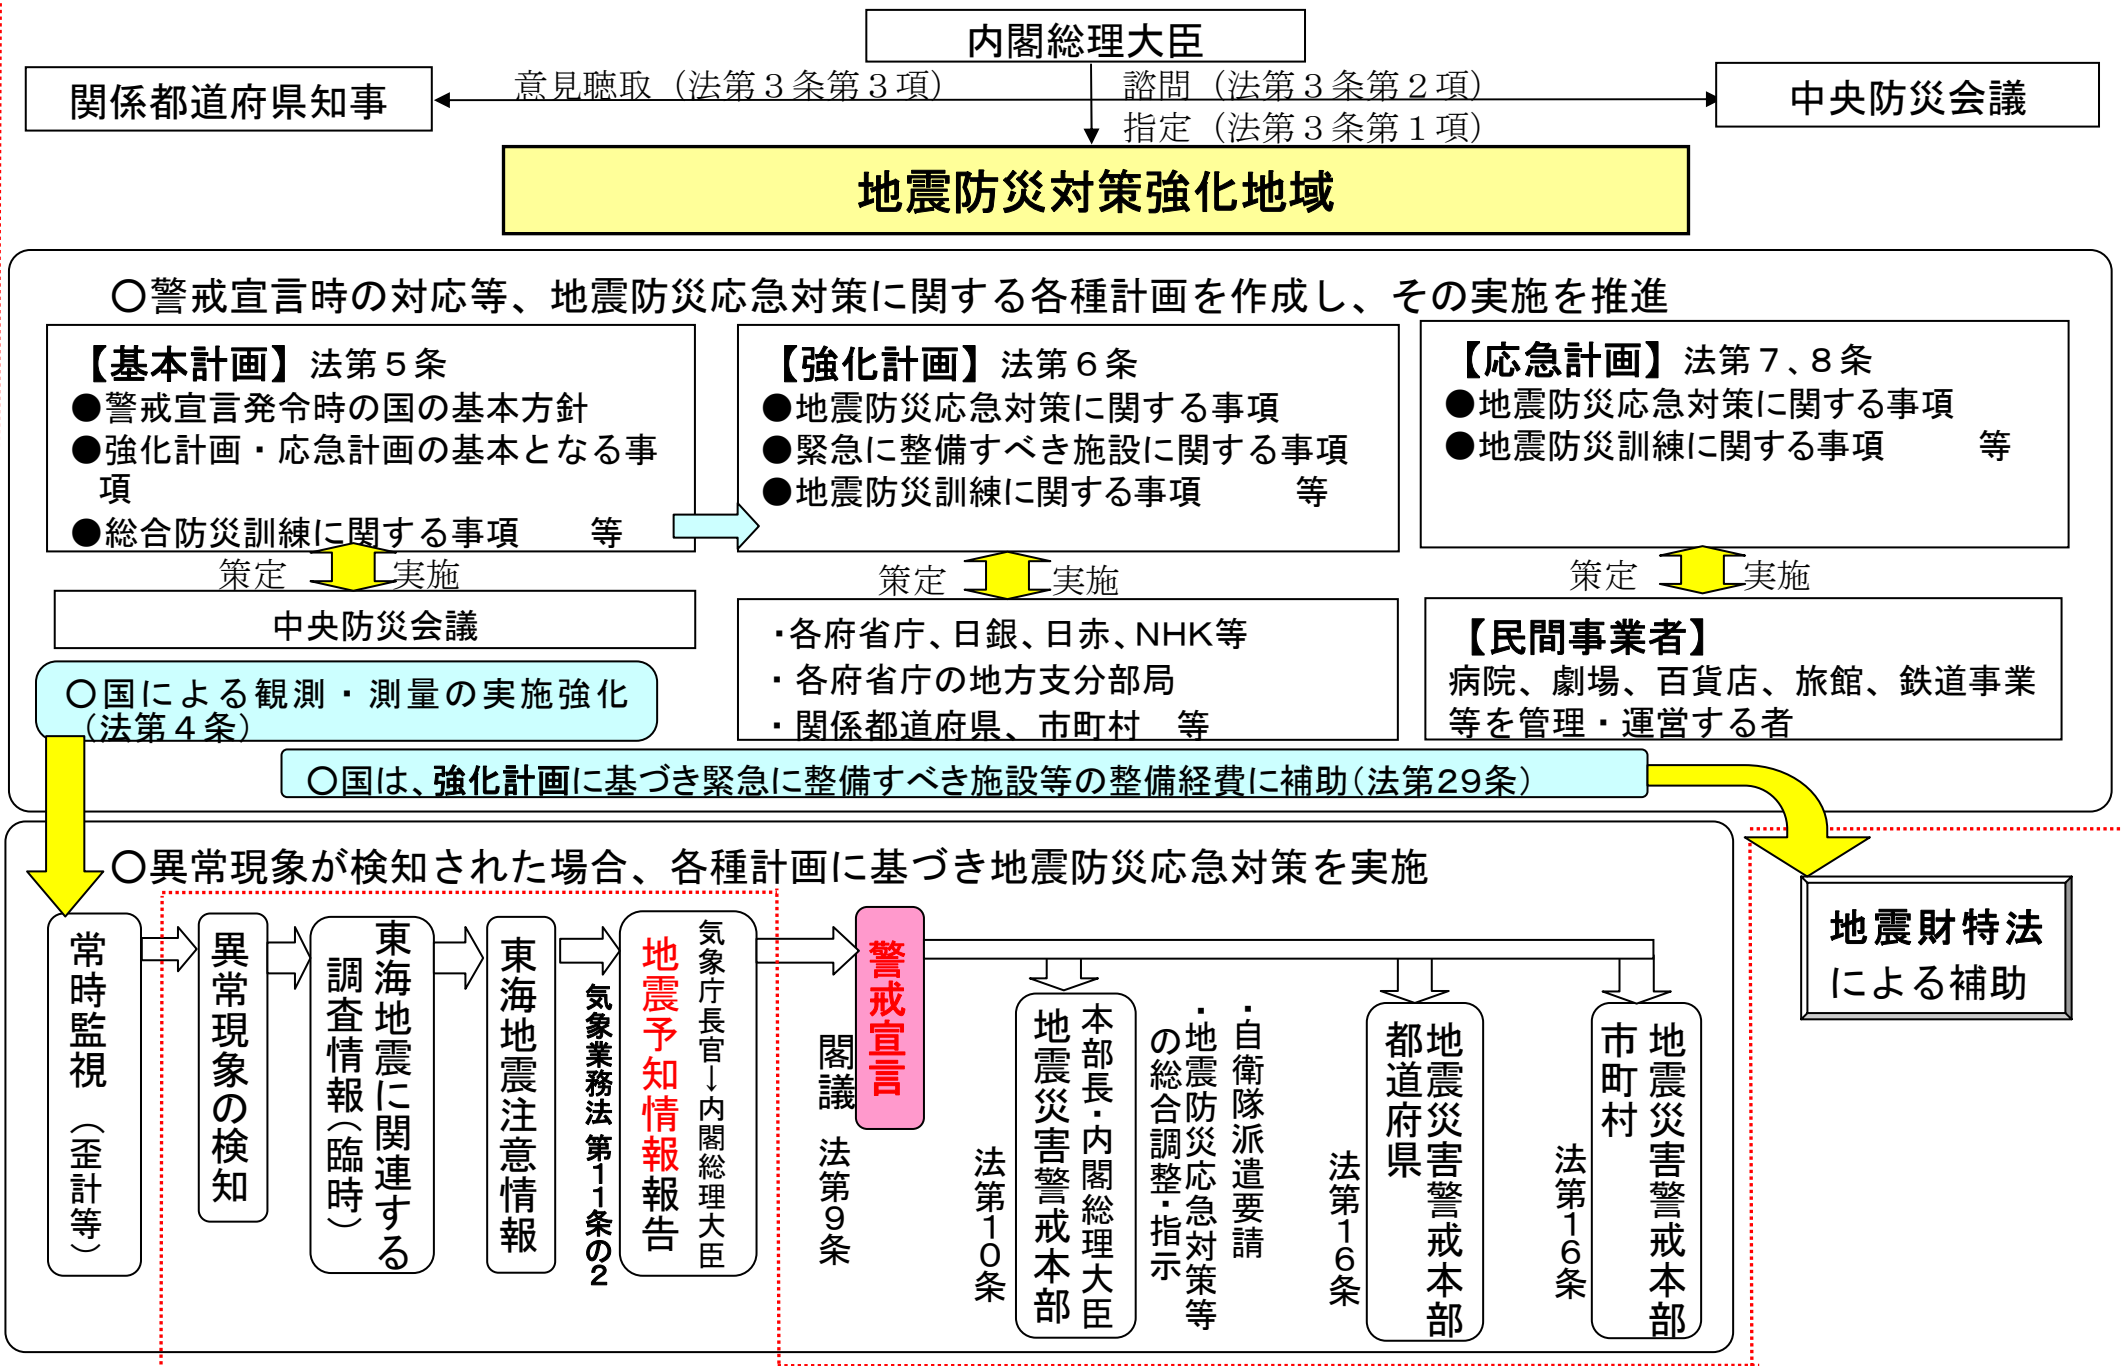 内閣総理大臣
関係都道府県知事
意見聴取（法第３条第３項）
諮問（法第３条第２項）
中央防災会議
指定（法第３条第１項）
地震防災対策強化地域
○警戒宣言時の対応等、地震防災応急対策に関する各種計画を作成し、その実施を推進
【基本計画】法第５条
●警戒宣言発令時の国の基本方針
●強化計画・応急計画の基本となる事
項
●総合防災訓練に関する事項　　等
策定　　　実施
中央防災会議
【強化計画】法第６条
●地震防災応急対策に関する事項
●緊急に整備すべき施設に関する事項
●地震防災訓練に関する事項　　　等
策定　　　実施
・各府省庁、日銀、日赤、ＮＨＫ等
・各府省庁の地方支分部局
・関係都道府県、市町村　等
【応急計画】法第７、８条
●地震防災応急対策に関する事項
●地震防災訓練に関する事項　　　等
策定　　　実施
【民間事業者】
病院、劇場、百貨店、旅館、鉄道事業
等を管理・運営する者
○国による観測・測量の実施強化
（法第４条）
○国は、強化計画に基づき緊急に整備すべき施設等の整備経費に補助（法第２９条）
○異常現象が検知された場合、各種計画に基づき地震防災応急対策を実施
常時監視（歪計等）
異常現象の検知
東海地震に関連する
調査情報（臨時）
東海地震注意情報
気象業務法 第１１条の２
気象庁長官→内閣総理大臣
地震予知情報報告
閣議　法第９条
警戒宣言
法第１０条
本部長・内閣総理大臣
地震災害警戒本部
・自衛隊派遣要請
・地震防災応急対策等
の総合調整・指示
法第１６条
地震災害警戒本部
都道府県
法第１６条
地震災害警戒本部
市町村
地震財特法
による補助